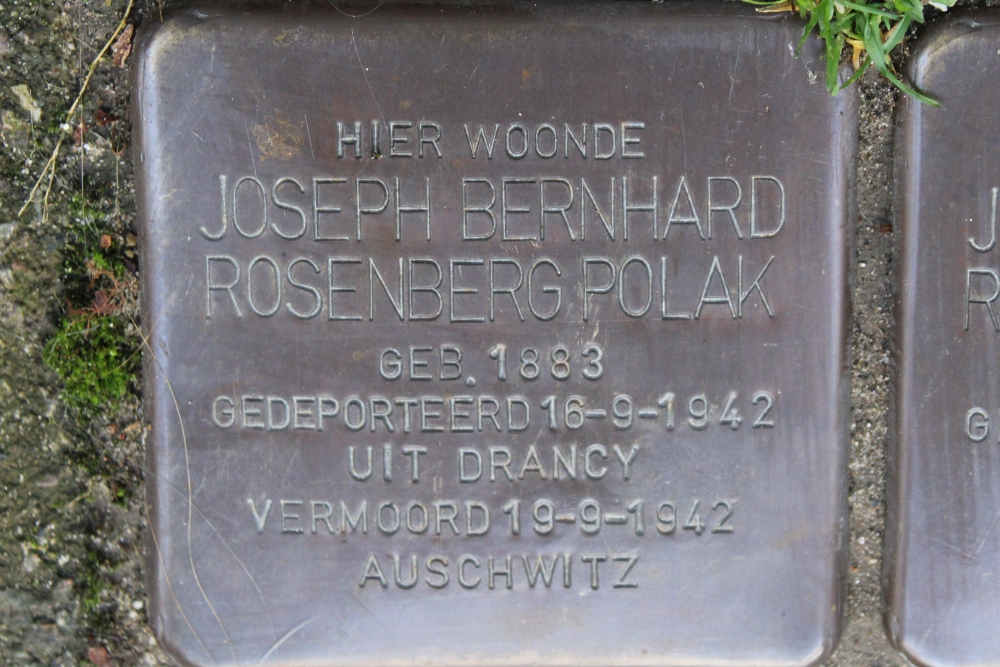 HIER WOONDE
JOSEPH BERNHARD
ROSENBERG POLAK
GEB. 1883
GEDEPORTEERD 16-9-1942
UIT DRANCY
VERMOORD 19-9-1942
AUSCHWITZ